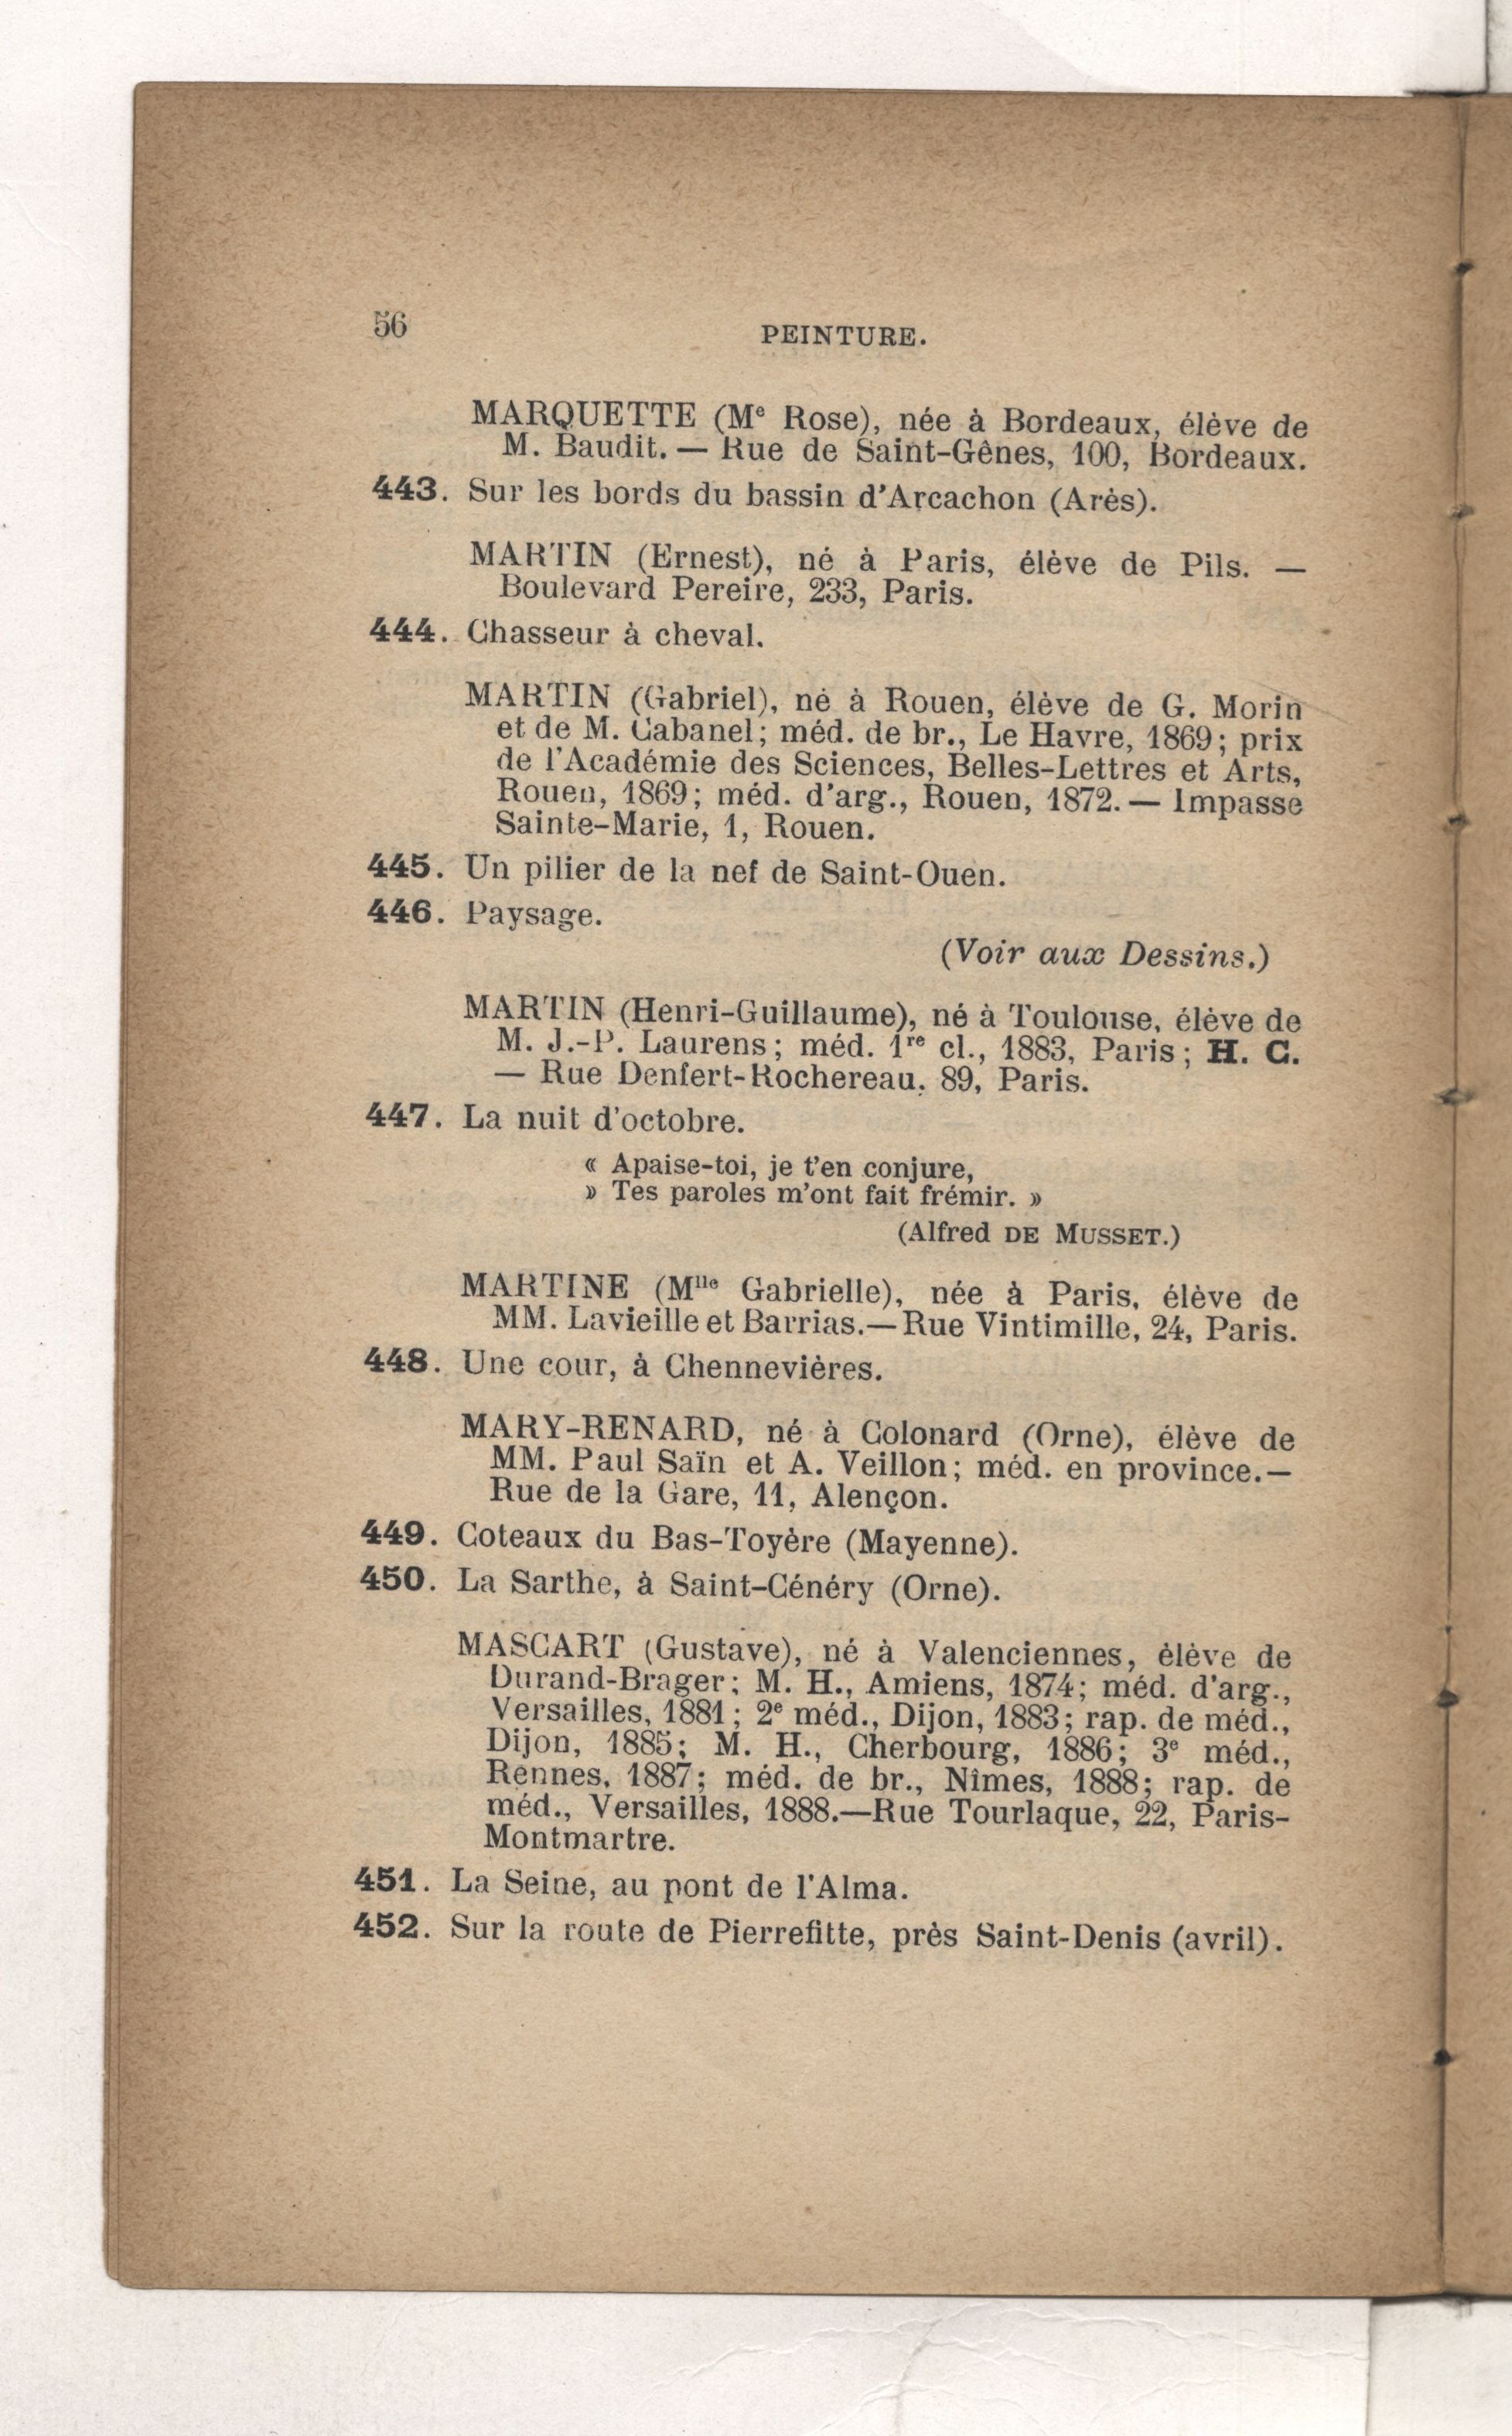 56
PEINTURE.
MARQUETTE (Me Rose), née à Bordeaux, élève de
M. Baudit. — Rue de Saint-Gênes, 100, Bordeaux.
443. Sur les bords du bassin d'Arcachon (Arès).
MARTIN (Ernest), né à Paris, élève de Pils. —
Boulevard Pereire, 233, Paris.
444. Chasseur à cheval.
MARTIN (Gabriel), né à Rouen, élève de G. Morin
et de M. Cabanel; méd. de br., Le Havre, 1869; prix
de l'Académie des Sciences, Belles-Lettres et Arts,
Rouen, 1869; méd. d'arg., Rouen, 1872. — Impasse
Sainte-Marie, 1, Rouen.
445. Un pilier de la nef de Saint-Ouen.
446. Paysage.
(Voir aux Dessins.)
MARTIN (Henri-Guillaume), né à Toulouse, élève de
M. J.-P. Laurens; méd. 1re cl., 1883, Paris; H. C.
— Rue Denfert-Rochereau, 89, Paris.
447. La nuit d'octobre.
« Apaise-toi, je t'en conjure,
» Tes paroles m'ont fait frémir. »
(Alfred DE MUSSET.)
MARTINE (Mlle Gabrielle), née à Paris, élève de
MM. Lavieille et Barrias. — Rue Vintimille, 24, Paris.
448. Une cour, à Chennevières.
MARY-RENARD, né à Colonard (Orne), élève de
MM. Paul Saïn et A. Veillon; méd. en province. —
Rue de la Gare, 11, Alençon.
449. Coteaux du Bas-Toyère (Mayenne).
450. La Sarthe, à Saint-Cénéry (Orne).
MASCART (Gustave), né à Valenciennes, élève de
Durand-Brager; M. H., Amiens, 1874; méd. d'arg.,
Versailles, 1881; 2e méd., Dijon, 1883; rap. de méd.,
Dijon, 1885; M. H., Cherbourg, 1886; 3e méd.,
Rennes, 1887; méd. de br., Nîmes, 1888; rap. de
méd., Versailles, 1888. — Rue Tourlaque, 22, Paris-
Montmartre.
451. La Seine, au pont de l'Alma.
452. Sur la route de Pierrefitte, près Saint-Denis (avril).